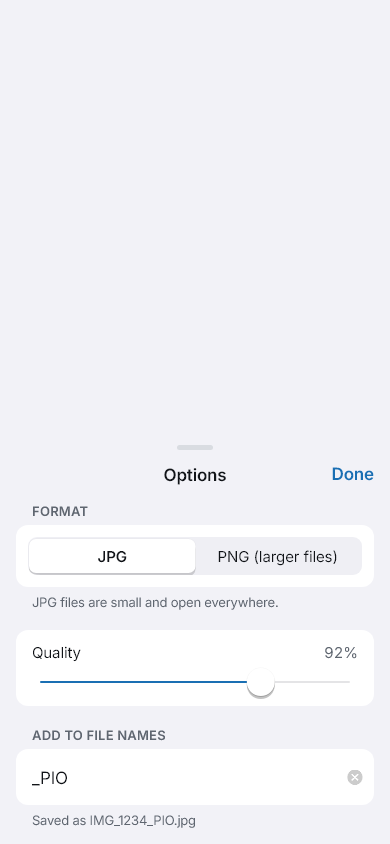 Options
Done
FORMAT
JPG
PNG (larger files)
JPG files are small and open everywhere.
Quality
92%
ADD TO FILE NAMES
_PIO
Saved as IMG_1234_PIO.jpg